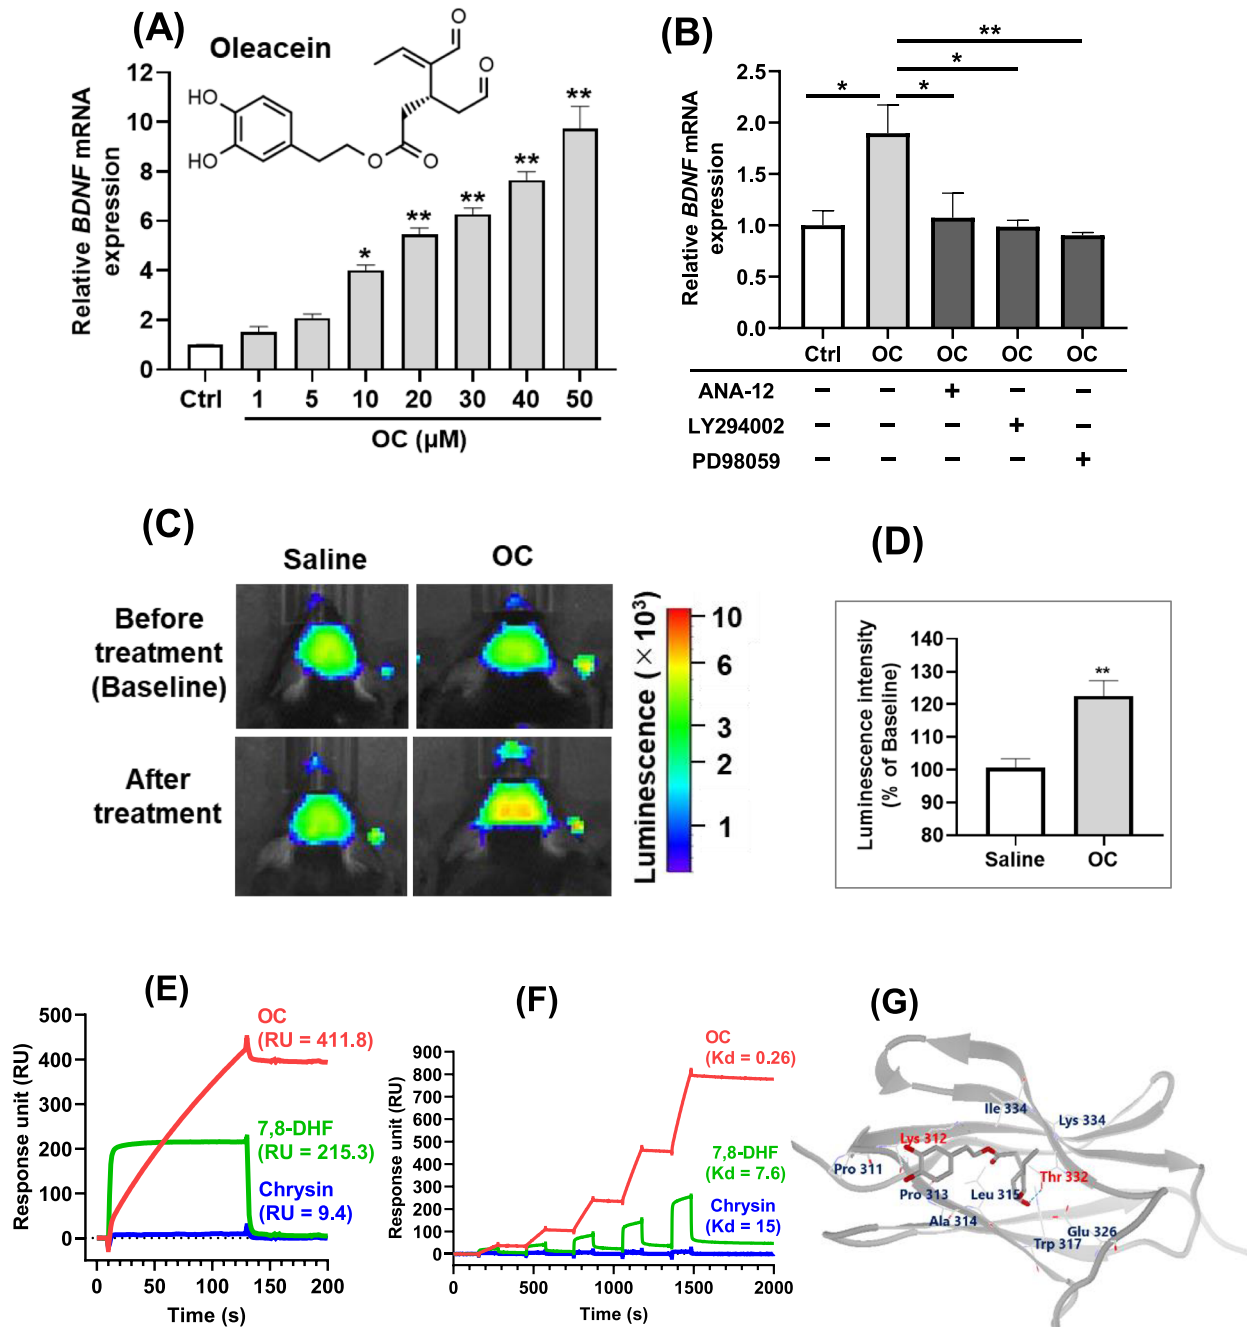 (A)
Oleacein
HO
HO
O
O
O
O
Relative BDNF mRNA
expression
12
10
8
6
4
2
0
*
**
**
**
**
Ctrl
1
5
10
20
30
40
50
OC (μM)
(B)
Relative BDNF mRNA
expression
2.5
2.0
1.5
1.0
0.5
0.0
**
*
*
*
Ctrl OC OC OC OC
ANA-12 − − + − −
LY294002 − − − + −
PD98059 − − − − +
(C)
Saline OC
Before
treatment
(Baseline)
After
treatment
Luminescence (×10³)
10
6
3
2
1
(D)
Luminescence intensity
(% of Baseline)
140
130
120
110
100
90
80
**
Saline OC
(E)
Response unit (RU)
500
400
300
200
100
0
OC
(RU = 411.8)
7,8-DHF
(RU = 215.3)
Chrysin
(RU = 9.4)
0 50 100 150 200
Time (s)
(F)
Response unit (RU)
900
800
700
600
500
400
300
200
100
0
OC
(Kd = 0.26)
7,8-DHF
(Kd = 7.6)
Chrysin
(Kd = 15)
0 500 1000 1500 2000
Time (s)
(G)
Ile 334
Lys 334
Lys 312
Pro 311
Thr 332
Pro 313
Leu 315
Ala 314
Glu 326
Trp 317